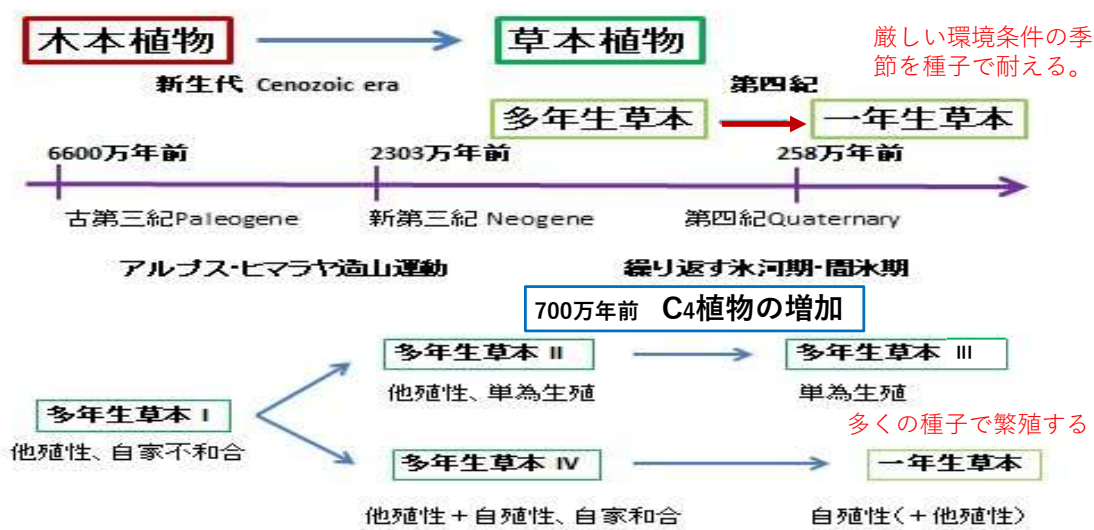 木本植物
草本植物
厳しい環境条件の季
節を種子で耐える。
新生代 Cenozoic era
第四紀
多年生草本
一年生草本
6600万年前
2303万年前
258万年前
古第三紀Paleogene
新第三紀 Neogene
第四紀Quaternary
アルプス・ヒマラヤ造山運動
繰り返す氷河期・間氷期
700万年前 C4植物の増加
多年生草本 II
多年生草本 III
他殖性、単為生殖
単為生殖
多年生草本 I
他殖性、自家不和合
多くの種子で繁殖する
多年生草本 IV
一年生草本
他殖性+自殖性、自家和合
自殖性(+他殖性)